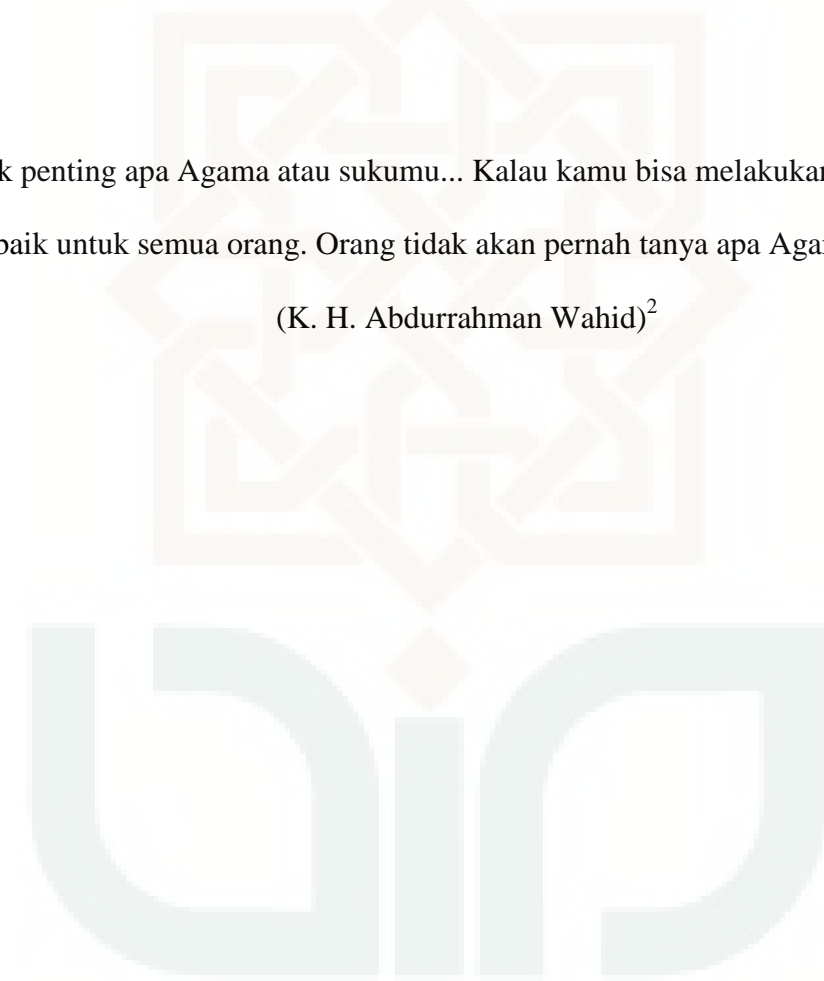 k penting apa Agama atau sukumu... Kalau kamu bisa melakukan
baik untuk semua orang. Orang tidak akan pernah tanya apa Aga
(K. H. Abdurrahman Wahid)2